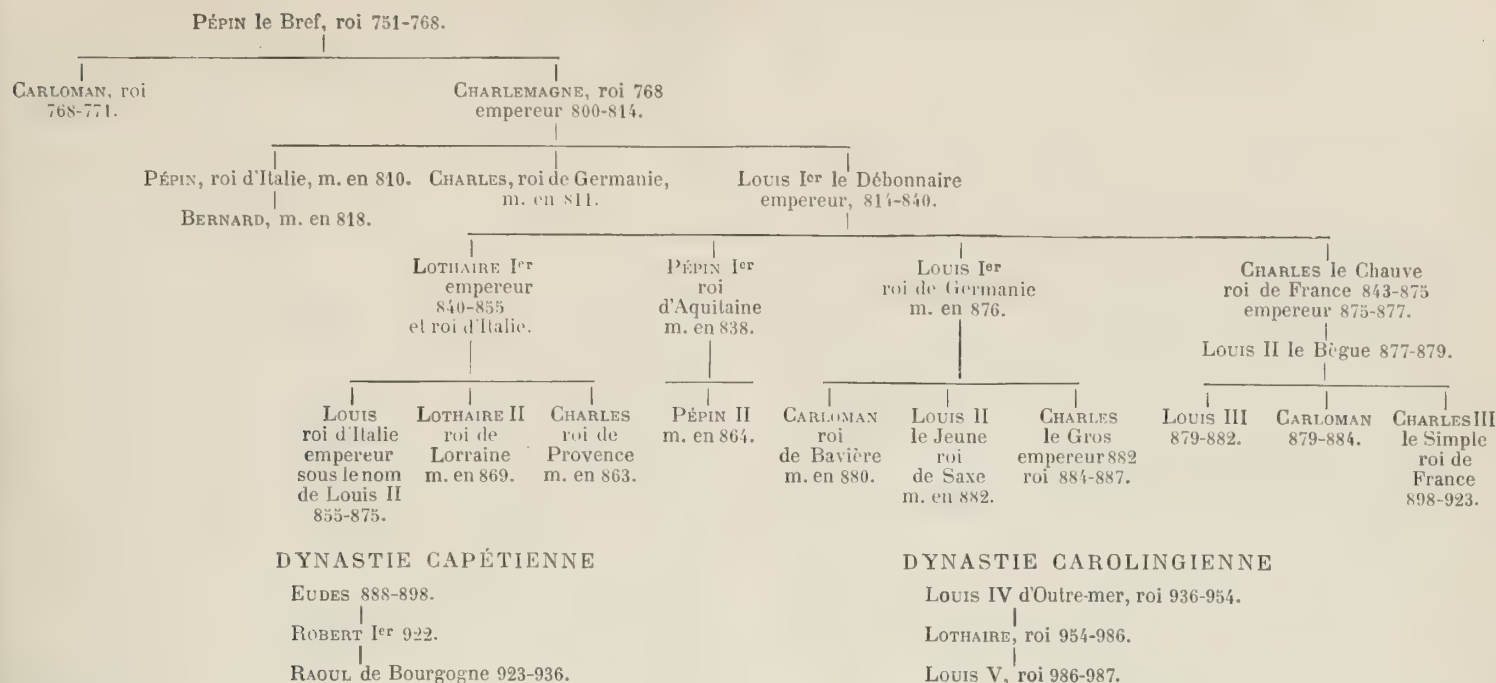 PÉPIN le Bref, roi 751-768.
CARLOMAN, roi
768-771.
CHARLEMAGNE, roi 768
empereur 800-814.
PÉPIN, roi d'Italie, m. en 810.
BERNARD, m. en 818.
CHARLES, roi de Germanie,
m. en 811.
LOUIS Ier le Débonnaire
empereur, 814-840.
LOTHAIRE Ier
empereur
840-855
et roi d'Italie.
PÉPIN Ier
roi
d'Aquitaine
m. en 838.
LOUIS Ier
roi de Germanie
m. en 876.
CHARLES le Chauve
roi de France 843-875
empereur 875-877.
LOUIS II le Bègue 877-879.
LOUIS
roi d'Italie
empereur
sous le nom
de Louis II
855-875.
LOTHAIRE II
roi de
Lorraine
m. en 869.
CHARLES
roi de
Provence
m. en 863.
PÉPIN II
m. en 864.
CARLOMAN
roi
de Bavière
m. en 880.
LOUIS II
le Jeune
roi
de Saxe
m. en 882.
CHARLES
le Gros
empereur 882
roi 884-887.
LOUIS III
879-882.
CARLOMAN
879-884.
CHARLES III
le Simple
roi de
France
898-923.
DYNASTIE CAPÉTIENNE
EUDES 888-898.
ROBERT Ier 922.
RAOUL de Bourgogne 923-936.
DYNASTIE CAROLINGIENNE
LOUIS IV d'Outre-mer, roi 936-954.
LOTHAIRE, roi 954-986.
LOUIS V, roi 986-987.